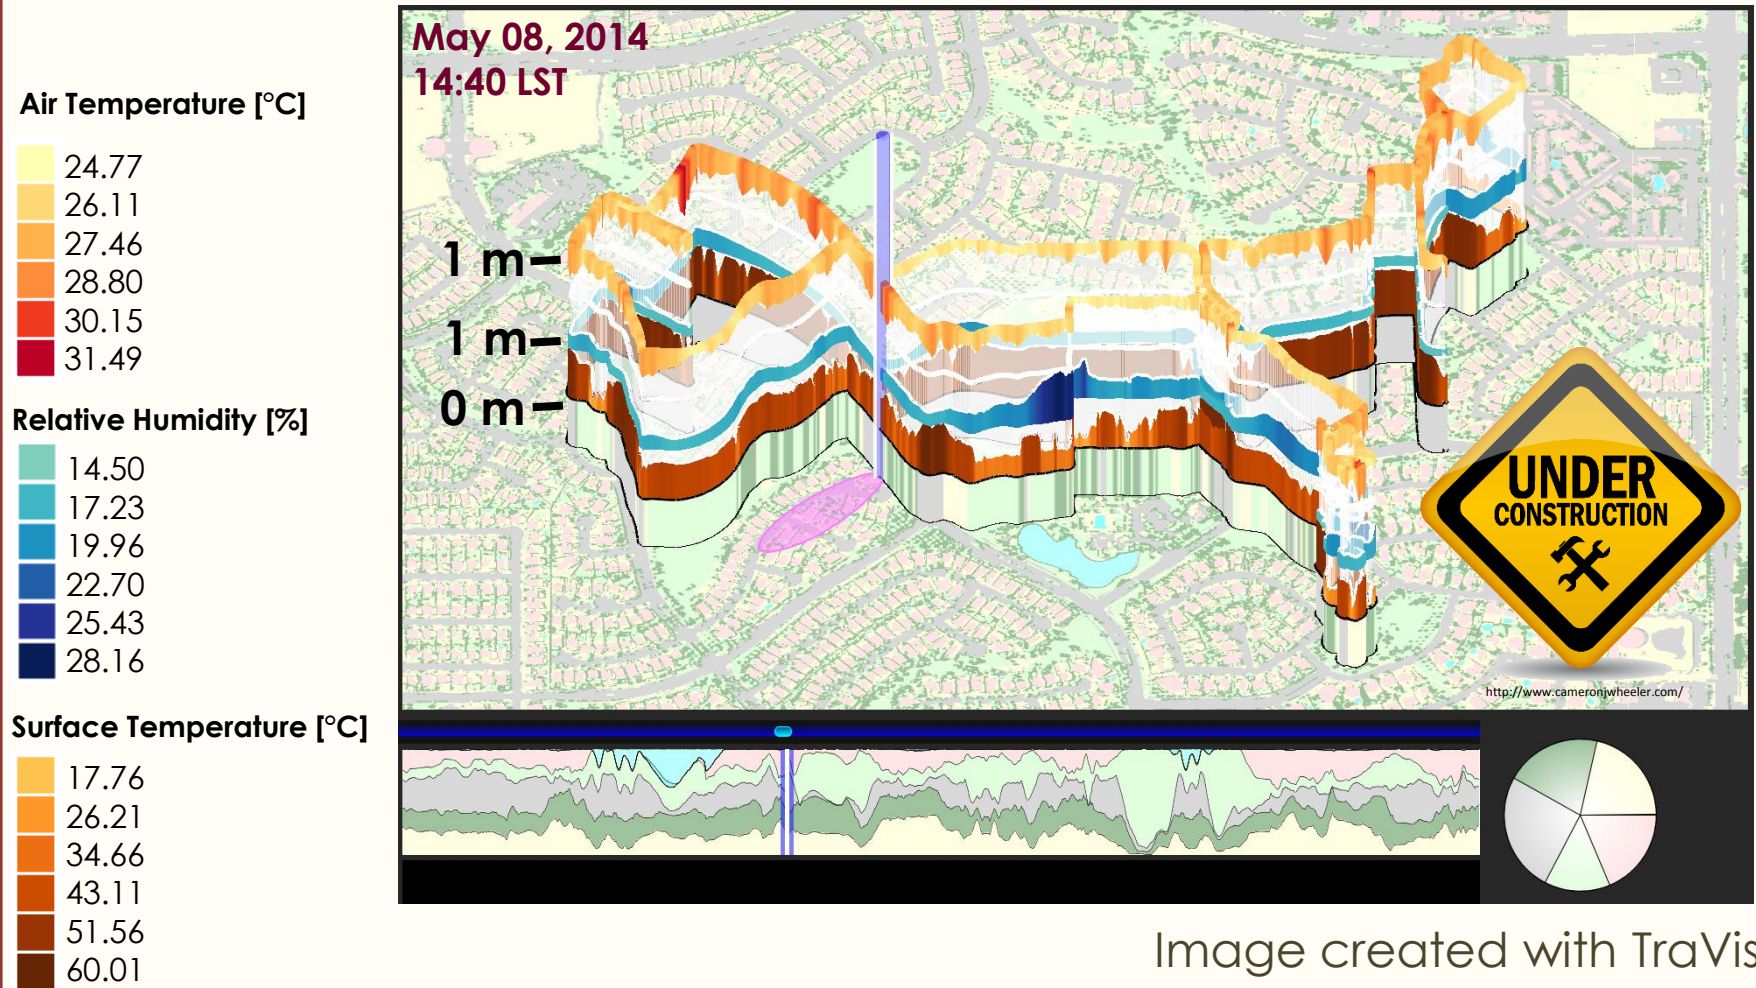 May 08, 2014
14:40 LST
Air Temperature [°C]
24.77
26.11
27.46
28.80
30.15
31.49
Relative Humidity [%]
14.50
17.23
19.96
22.70
25.43
28.16
Surface Temperature [°C]
17.76
26.21
34.66
43.11
51.56
60.01
1 m
1 m
0 m
UNDER
CONSTRUCTION
http://www.cameronjwheeler.com/
Image created with TraVis